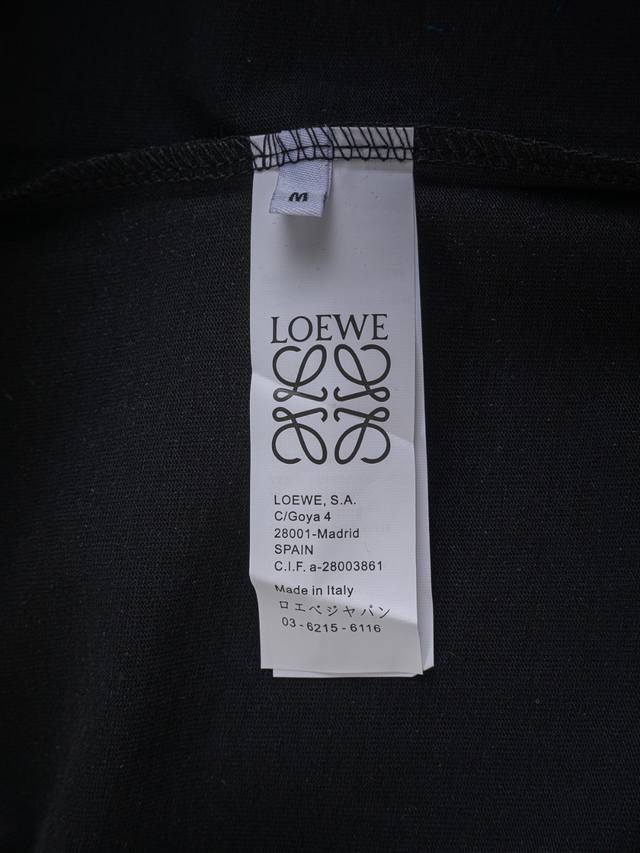 M
LOEWE
LOEWE, S.A.
C/Goya 4
28001-Madrid
SPAIN
C.I.F. a-28003861
Made in Italy
ロエベジャパン
03-6215-6116